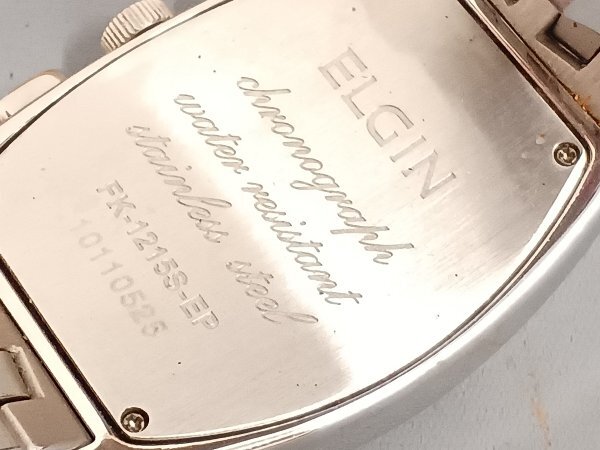 ELGIN
chronograph
water resistant
stainless steel
FK-1215S-EP
10110525